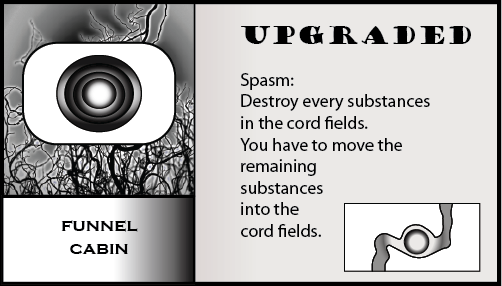 UPGRADED
Spasm:
Destroy every substances
in the cord fields.
You have to move the
remaining
substances
into the
cord fields.
FUNNEL
CABIN